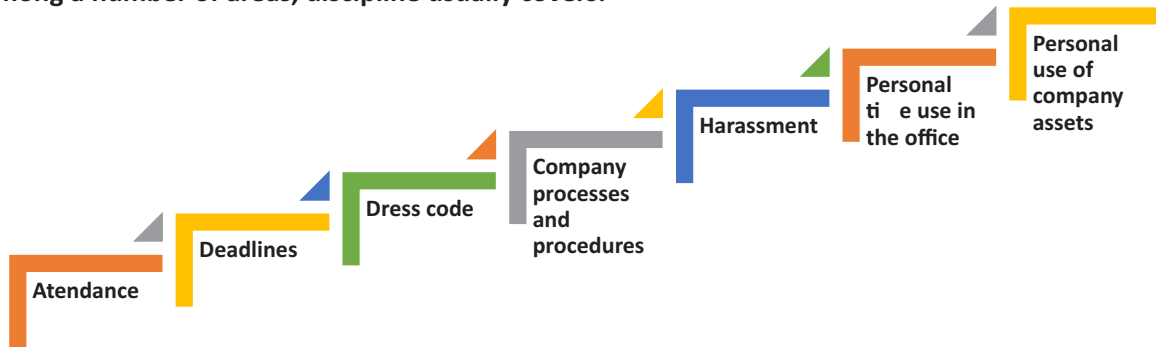 Atendance
Deadlines
Dress code
Company
processes
and
procedures
Harassment
Personal
ti e use in
the office
Personal
use of
company
assets